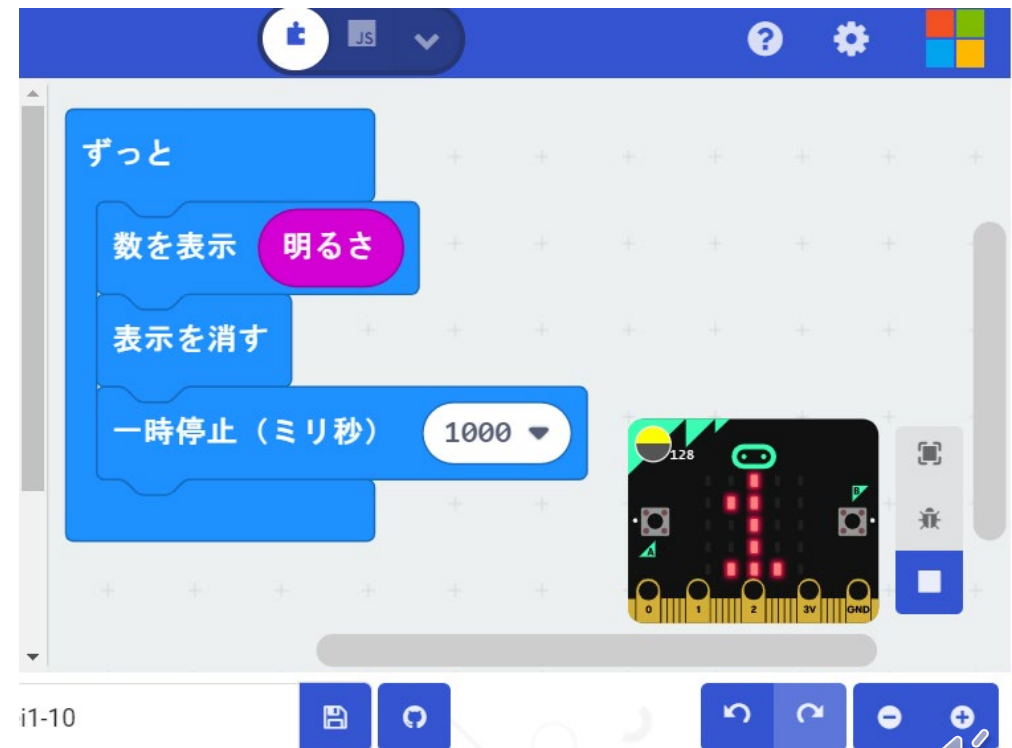 JS
ずっと
数を表示 明るさ
表示を消す
一時停止（ミリ秒） 1000
128
B
A
0 1 2 3V GND
i1-10